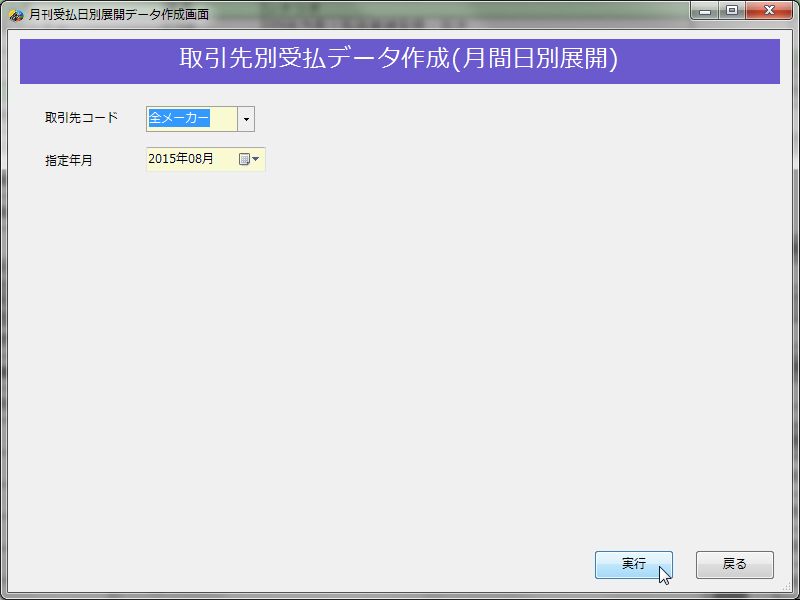 月刊受払日別展開データ作成画面
取引先別受払データ作成(月間日別展開)
取引先コード
全メーカー
指定年月
2015年08月
実行
戻る